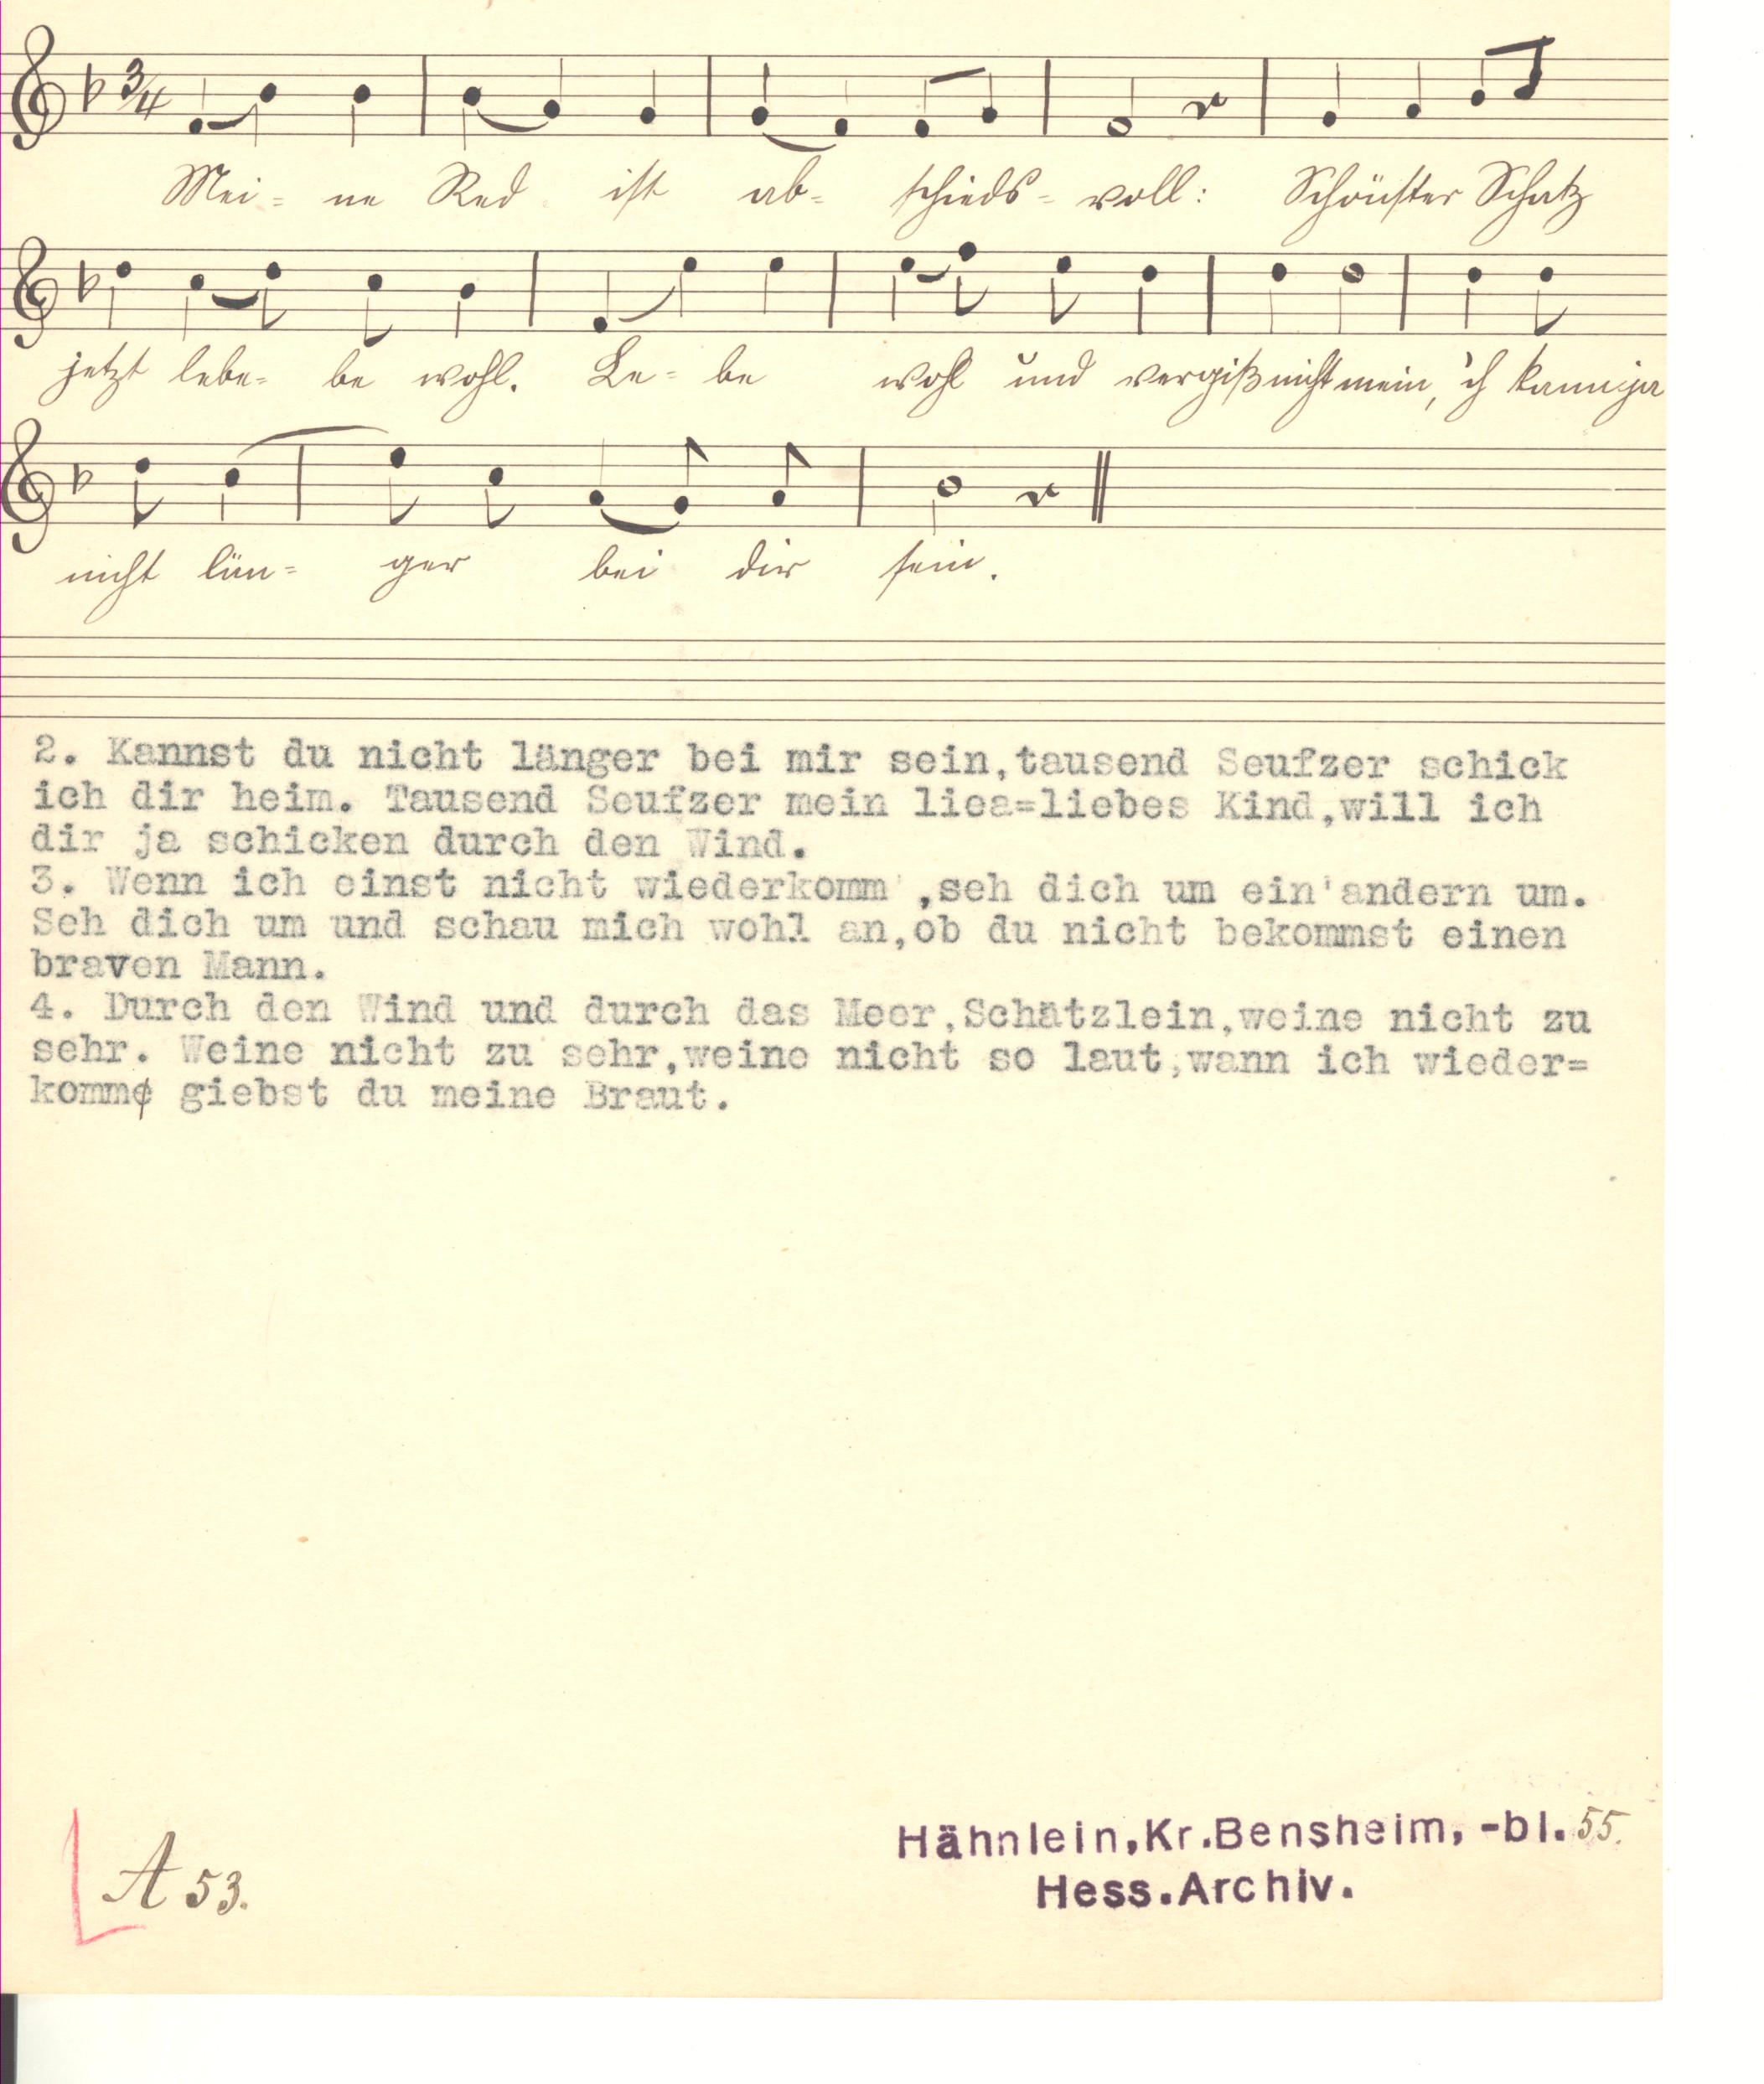 3/4
Mei= ne Red ist ab= schieds= voll: Schönster Schatz
jetzt lebe= be wohl. Le= be wohl und vergiß nicht mein, ich kann ja
nicht län= ger bei dir sein.
2. Kannst du nicht länger bei mir sein,tausend Seufzer schick
ich dir heim. Tausend Seufzer mein liea=liebes Kind,will ich
dir ja schicken durch den Wind.
3. Wenn ich einst nicht wiederkomm',seh dich um ein'andern um.
Seh dich um und schau mich wohl an,ob du nicht bekommst einen
braven Mann.
4. Durch den Wind und durch das Meer,Schätzlein,weine nicht zu
sehr. Weine nicht zu sehr,weine nicht so laut,wann ich wieder=
komme giebst du meine Braut.
Hähnlein,Kr.Bensheim,-bl.55.
A 53.
Hess.Archiv.